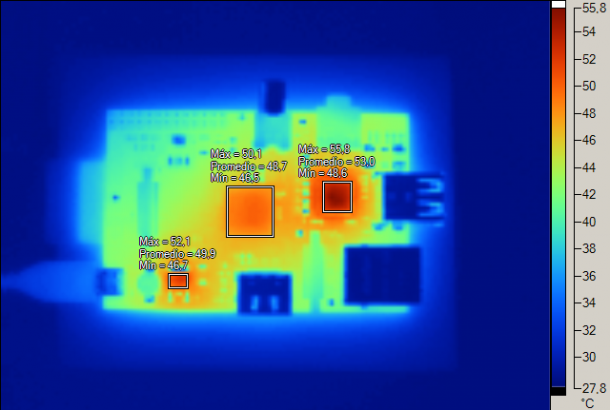 Máx = 50,1
Promedio = 48,7
Mín = 46,5
Máx = 55,8
Promedio = 53,0
Mín = 48,6
Máx = 52,1
Promedio = 49,9
Mín = 45,7
55,8
54
52
50
48
46
44
42
40
38
36
34
32
30
27,8
°C